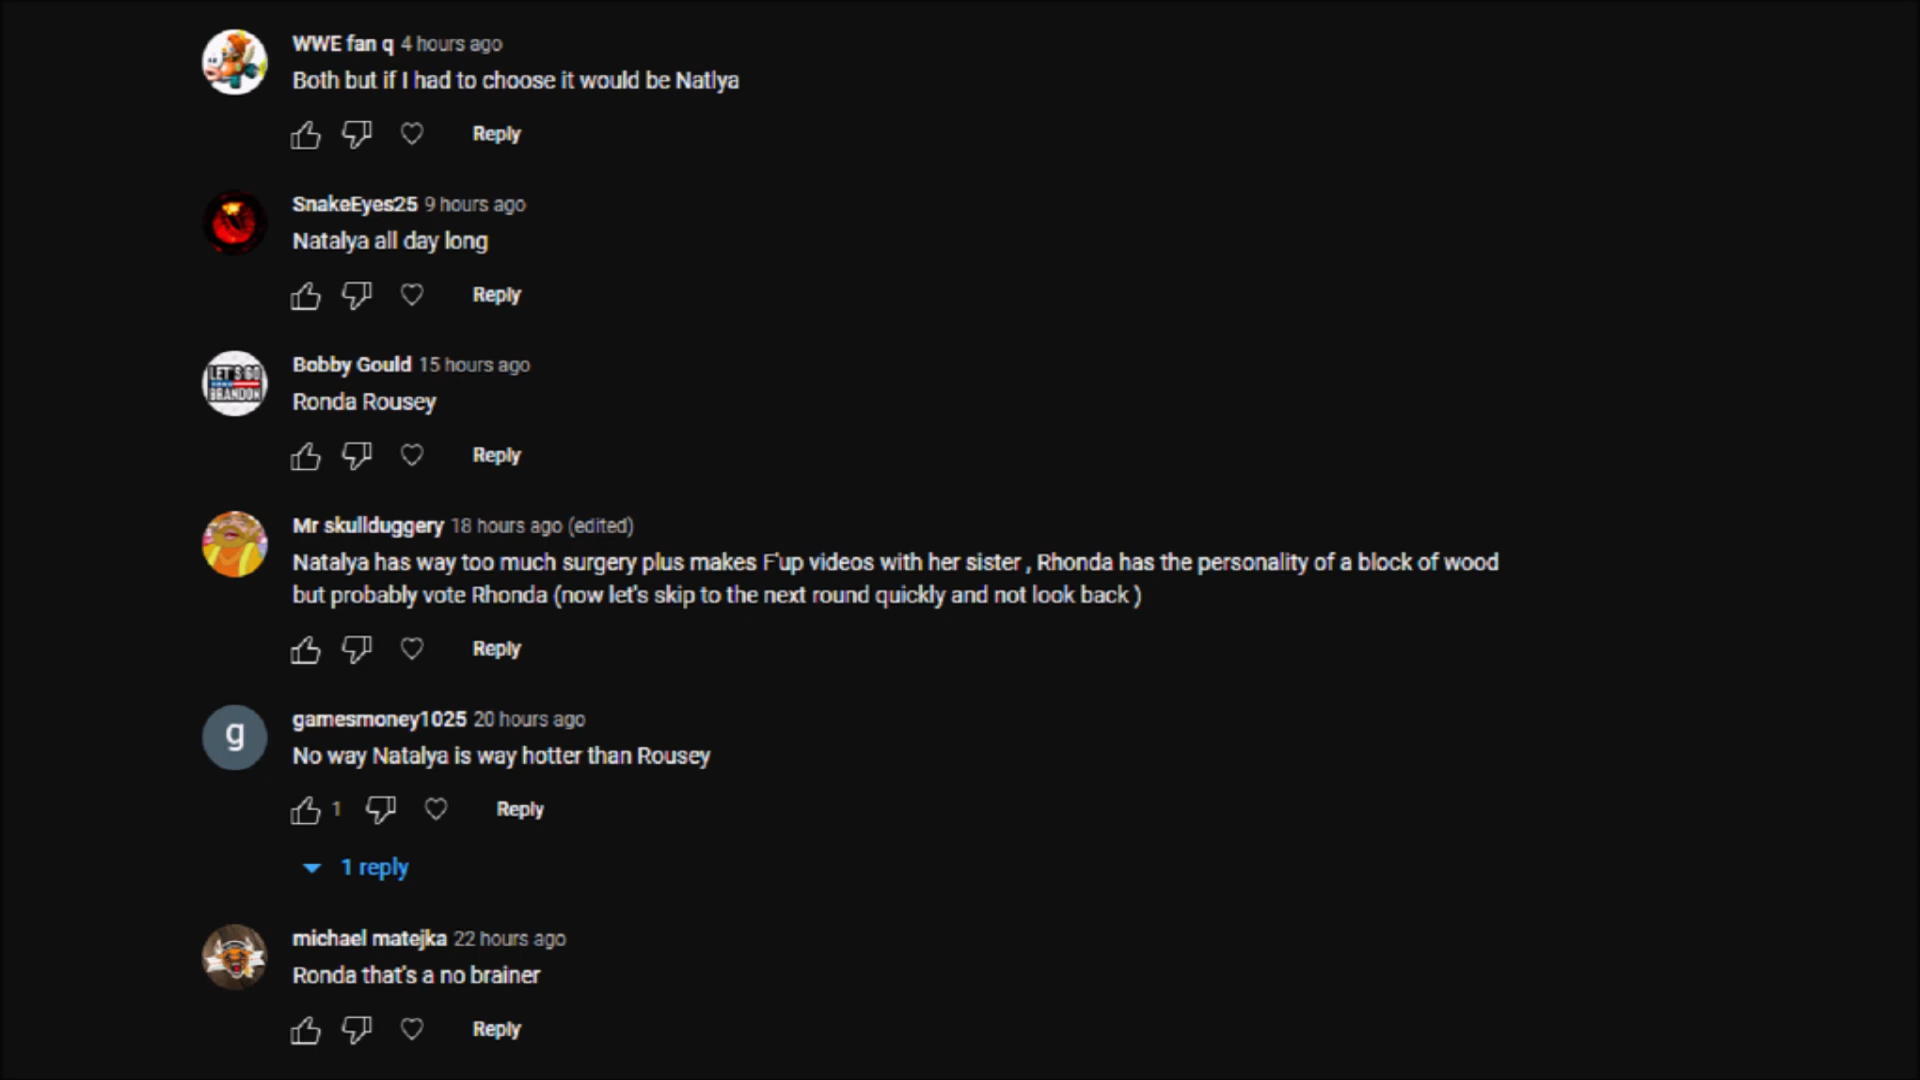 WWE fan q 4 hours ago
Both but if I had to choose it would be Natlya
Reply
SnakeEyes25 9 hours ago
Natalya all day long
Reply
LET'S GO
BRANDON
Bobby Gould 15 hours ago
Ronda Rousey
Reply
Mr skullduggery 18 hours ago (edited)
Natalya has way too much surgery plus makes F'up videos with her sister , Rhonda has the personality of a block of wood
but probably vote Rhonda (now let's skip to the next round quickly and not look back )
Reply
g
gamesmoney1025 20 hours ago
No way Natalya is way hotter than Rousey
1 Reply
1 reply
michael matejka 22 hours ago
Ronda that's a no brainer
Reply